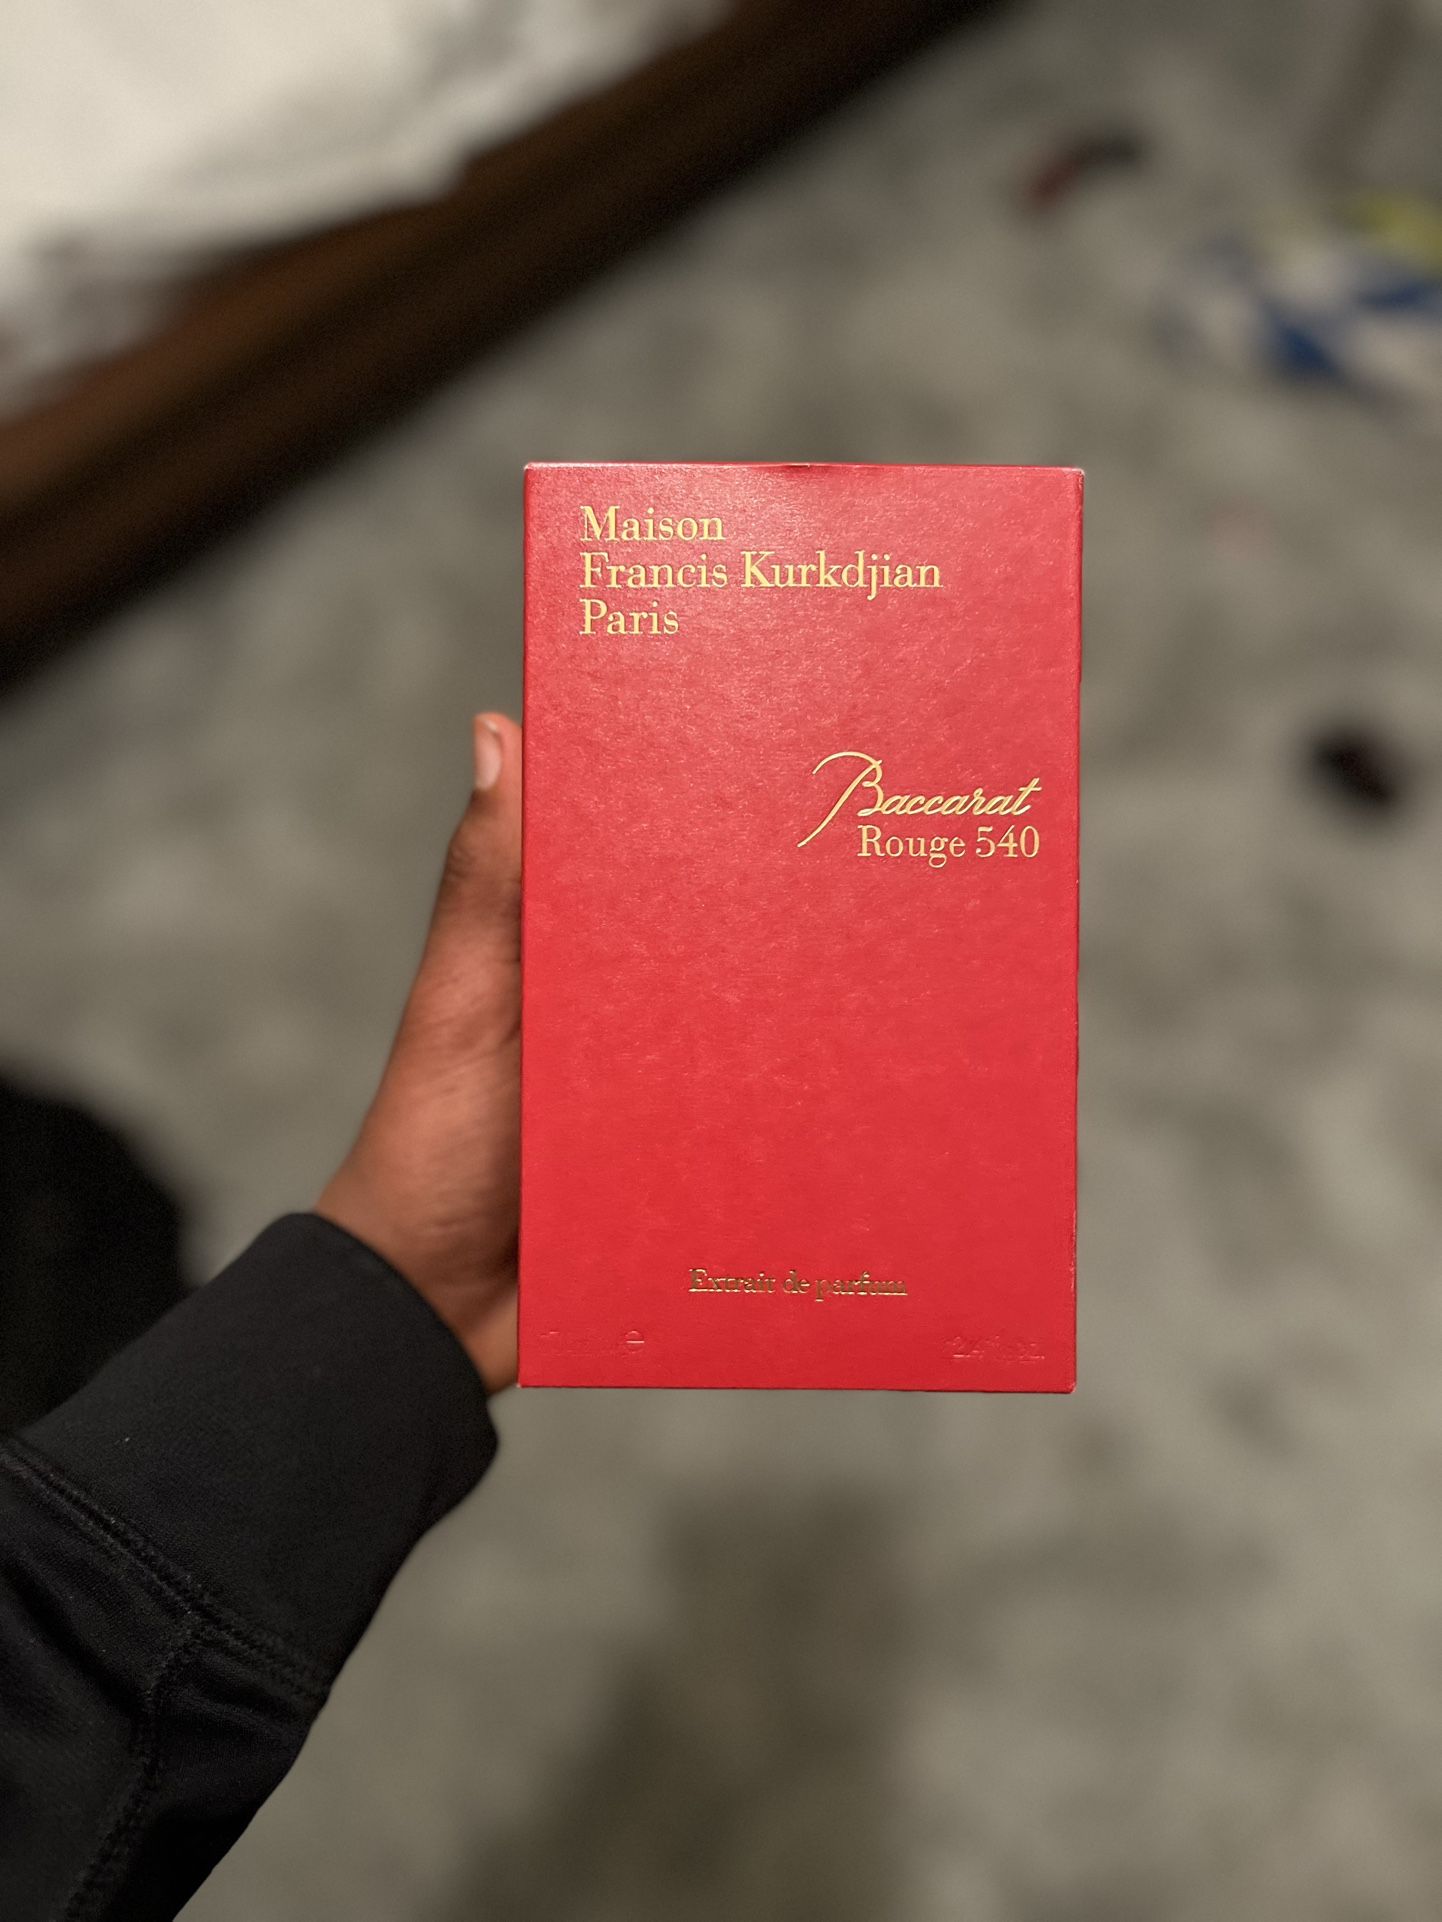 Maison
Francis Kurkdjian
Paris
Baccarat
Rouge 540
Extrait de parfum